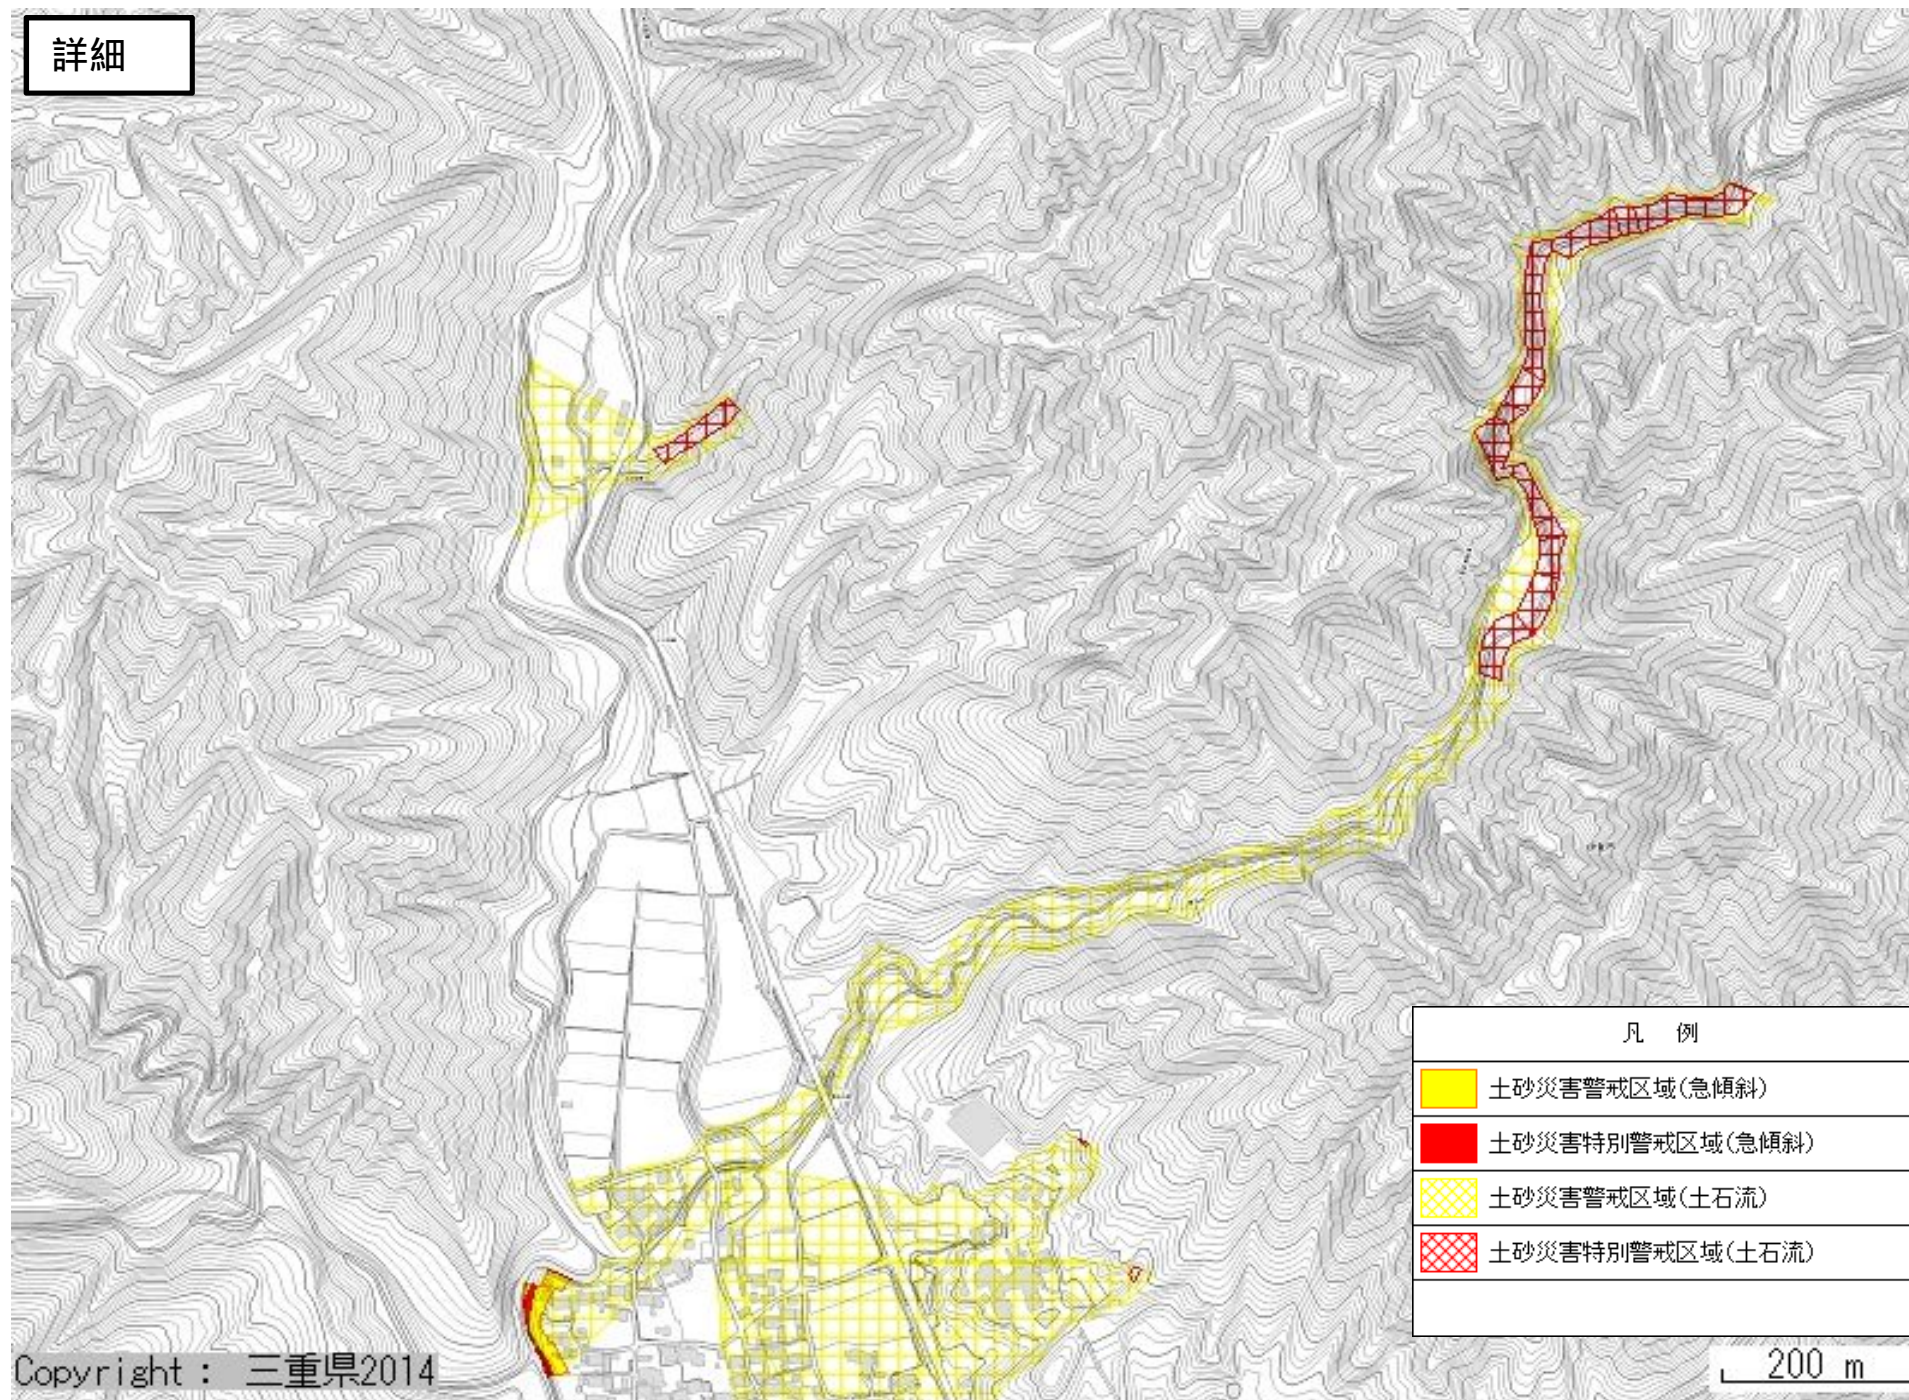 詳細
凡 例
土砂災害警戒区域(急傾斜)
土砂災害特別警戒区域(急傾斜)
土砂災害警戒区域(土石流)
土砂災害特別警戒区域(土石流)
200 m
Copyright : 三重県2014